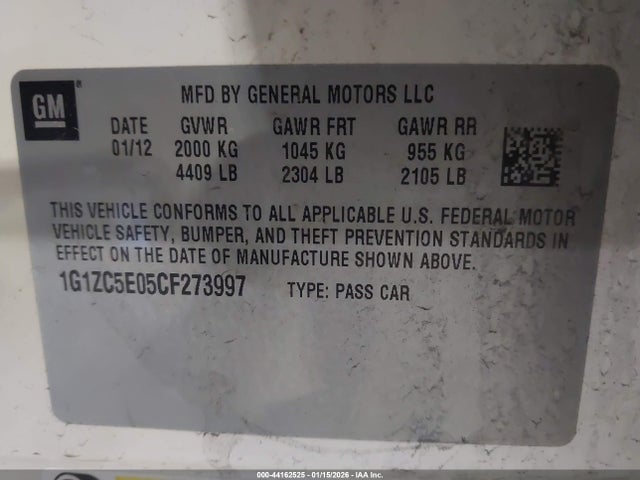 GM
MFD BY GENERAL MOTORS LLC
DATE GVWR GAWR FRT GAWR RR
01/12 2000 KG 1045 KG 955 KG
4409 LB 2304 LB 2105 LB
THIS VEHICLE CONFORMS TO ALL APPLICABLE U.S. FEDERAL MOTOR
VEHICLE SAFETY, BUMPER, AND THEFT PREVENTION STANDARDS IN
EFFECT ON THE DATE OF MANUFACTURE SHOWN ABOVE.
1G1ZC5E05CF273997 TYPE: PASS CAR
000-44162525 - 01/15/2026 - IAA Inc.